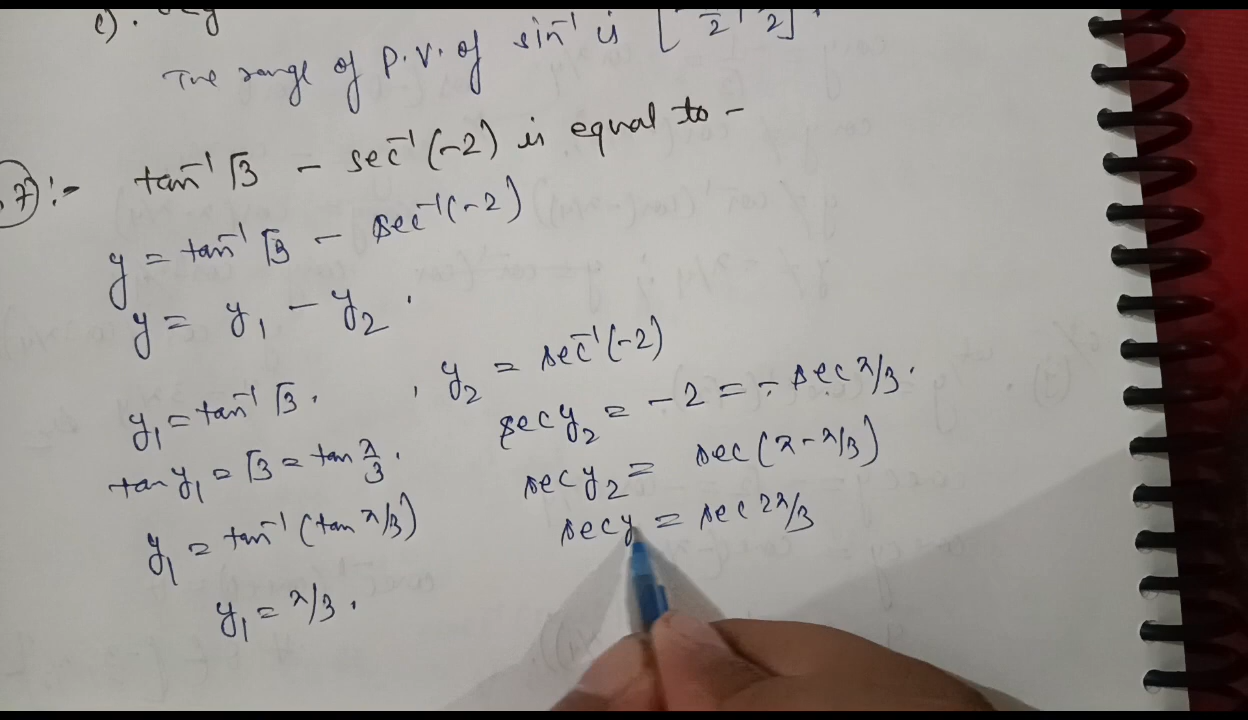 c).
The range of P.V. of sin⁻¹ is [-π/2, π/2].
7):- tan⁻¹ √3 - sec⁻¹(-2) is equal to -
y = tan⁻¹ √3 - sec⁻¹(-2)
y = y₁ - y₂ .
y₁ = tan⁻¹ √3 .
tan y₁ = √3 = tan π/3 .
y₁ = tan⁻¹ (tan π/3)
y₁ = π/3 .
, y₂ = sec⁻¹(-2)
sec y₂ = -2 = - sec π/3 .
sec y₂ = sec (π - π/3)
sec y = sec 2π/3